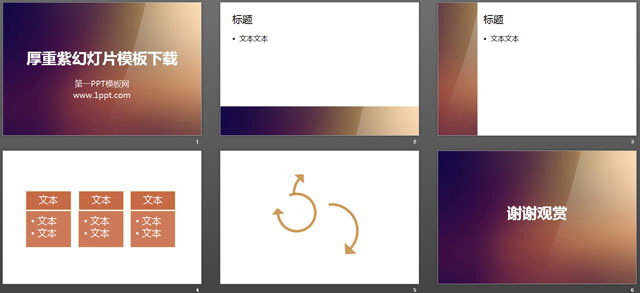 厚重紫幻灯片模板下载
第一PPT模板网
www.1ppt.com
1
标题
• 文本文本
2
标题
• 文本文本
3
文本
• 文本
• 文本
文本
• 文本
• 文本
文本
• 文本
• 文本
4
5
谢谢观赏
6